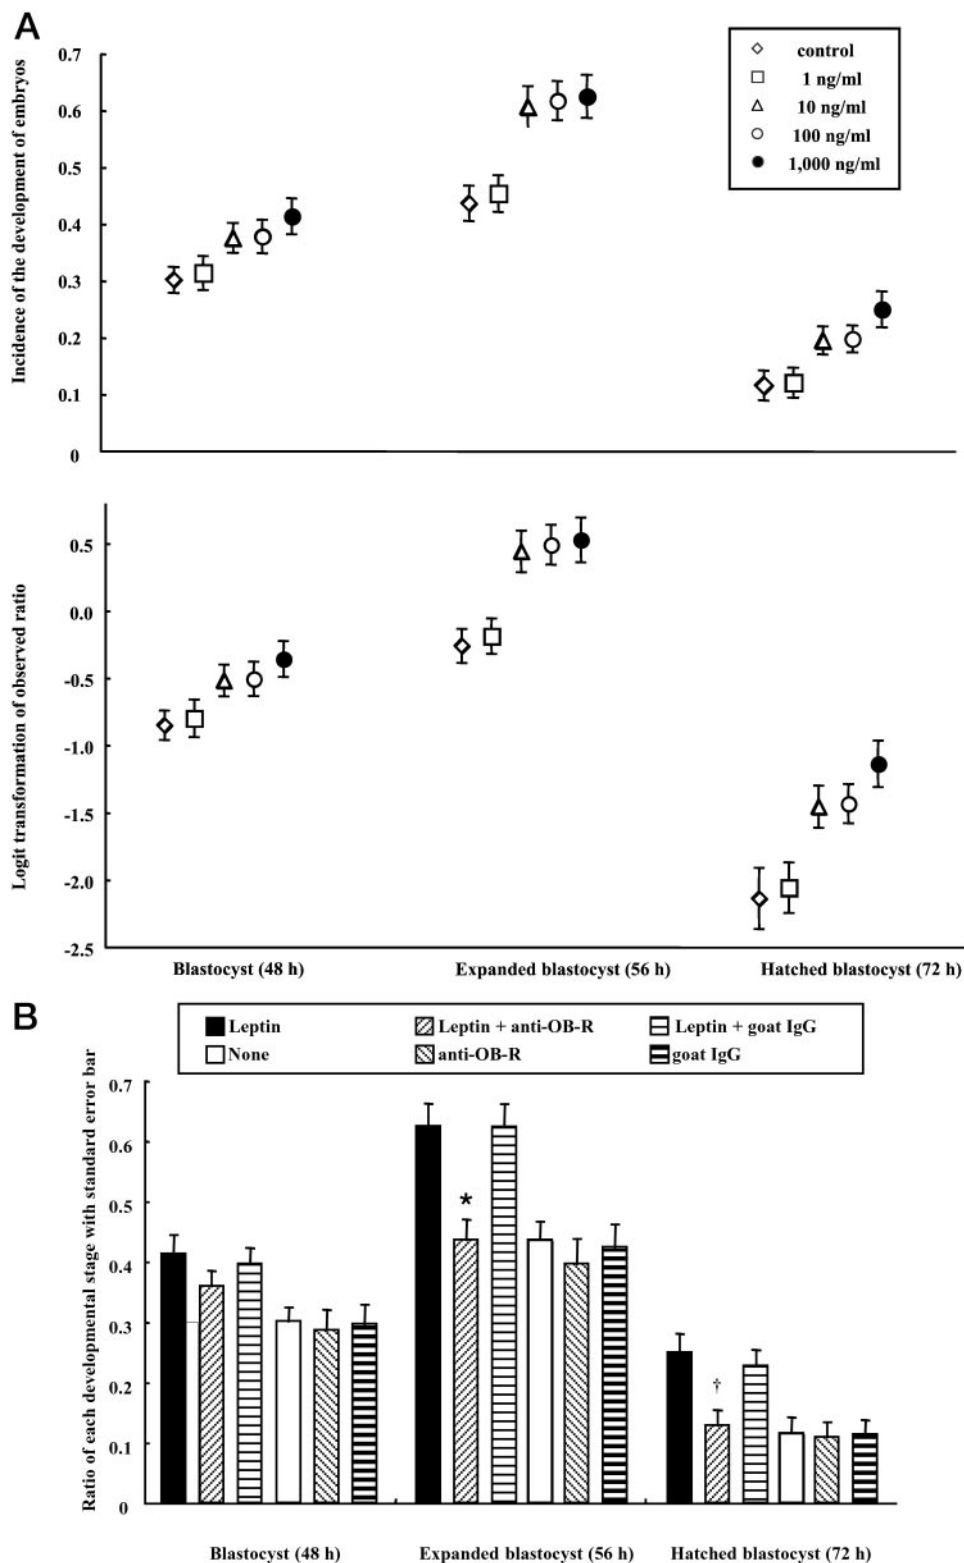 A
Incidence of the development of embryos
0.7
0.6
0.5
0.4
0.3
0.2
0.1
0
control
1 ng/ml
10 ng/ml
100 ng/ml
1,000 ng/ml
Logit transformation of observed ratio
0.5
0.0
-0.5
-1.0
-1.5
-2.0
-2.5
Blastocyst (48 h) Expanded blastocyst (56 h) Hatched blastocyst (72 h)
B
Leptin Leptin + anti-OB-R Leptin + goat IgG
None anti-OB-R goat IgG
Ratio of each developmental stage with standard error bar
0.7
0.6
0.5
0.4
0.3
0.2
0.1
0
*
†
Blastocyst (48 h) Expanded blastocyst (56 h) Hatched blastocyst (72 h)